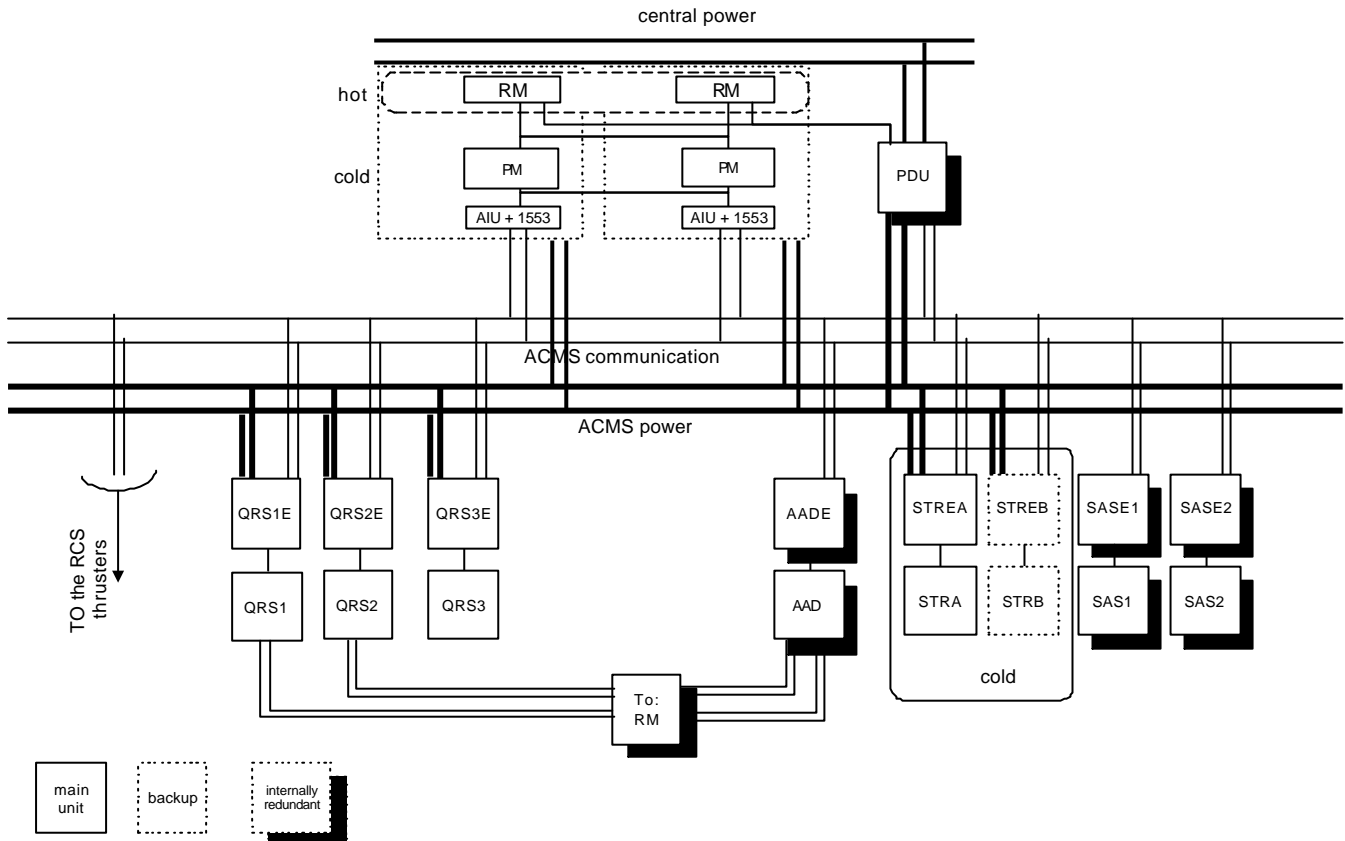 central power
hot
RM
RM
cold
PM
PM
PDU
AIU + 1553
AIU + 1553
ACMS communication
ACMS power
QRS1E
QRS2E
QRS3E
AADE
STREA
STREB
SASE1
SASE2
TO the RCS
thrusters
QRS1
QRS2
QRS3
AAD
STRA
STRB
SAS1
SAS2
cold
To:
RM
main
unit
backup
internally
redundant